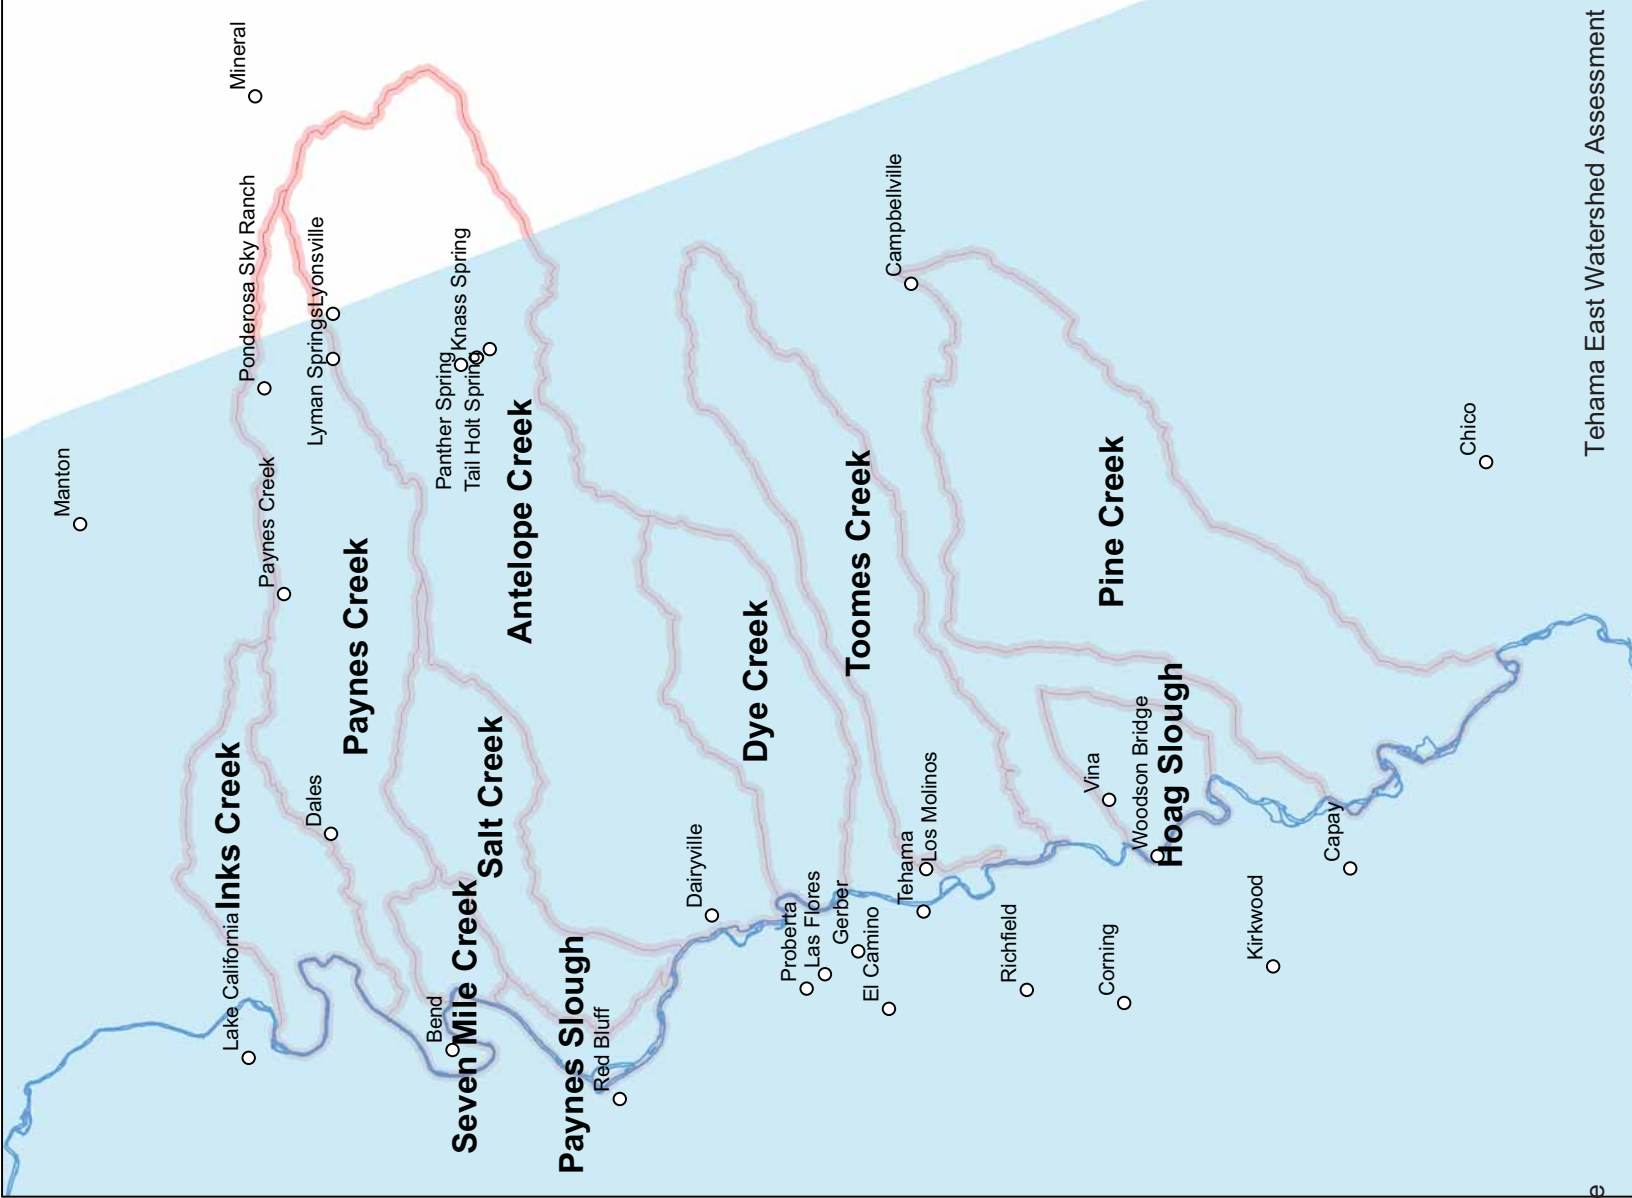 Manton
Mineral
Ponderosa Sky Ranch
Paynes Creek
Lyonsville
Lyman Springs
Knass Spring
Panther Spring
Tail Holt Spring
Campbellville
Chico
Inks Creek
Paynes Creek
Antelope Creek
Salt Creek
Seven Mile Creek
Paynes Slough
Dye Creek
Toomes Creek
Pine Creek
Hoag Slough
Lake California
Dales
Bend
Red Bluff
Dairyville
Proberta
Las Flores
Gerber
El Camino
Tehama
Los Molinos
Richfield
Corning
Vina
Woodson Bridge
Kirkwood
Capay
Tehama East Watershed Assessment
e